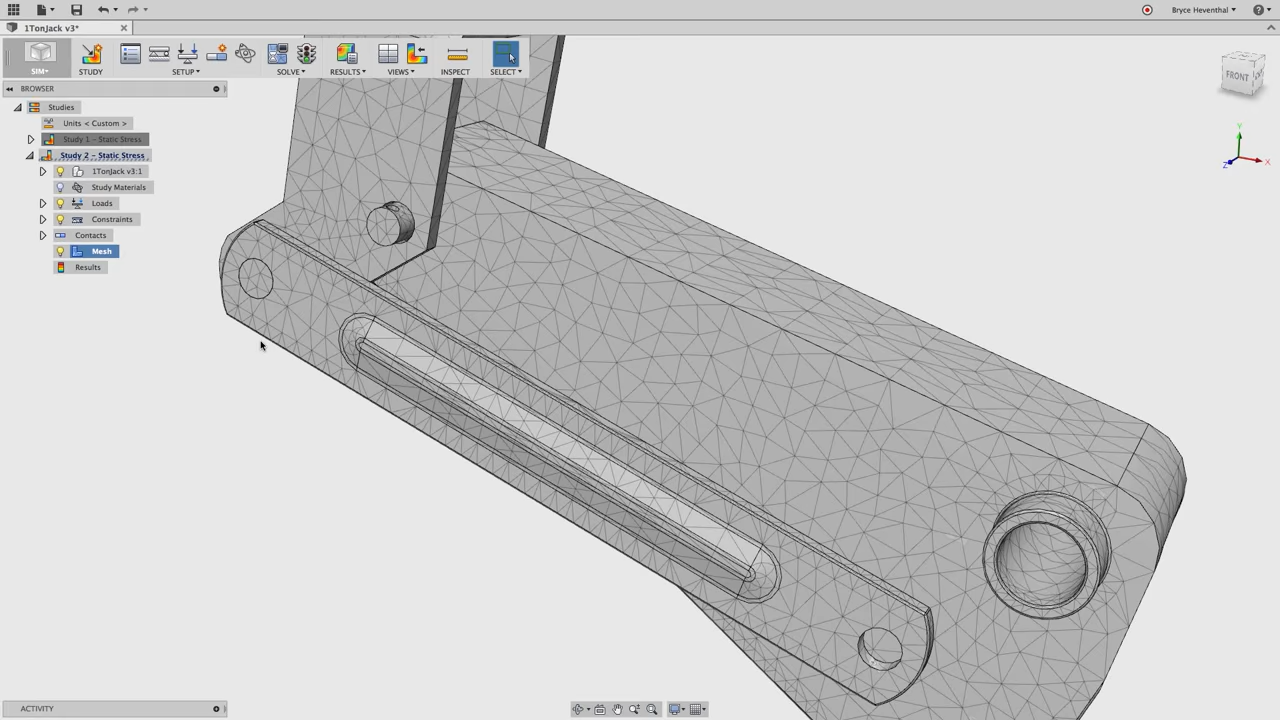 Bryce Heventhal
1TonJack v3*
SIM
STUDY
SETUP
SOLVE
RESULTS
VIEWS
INSPECT
SELECT
BROWSER
Studies
Units < Custom >
Study 1 - Static Stress
Study 2 - Static Stress
1TonJack v3:1
Study Materials
Loads
Constraints
Contacts
Mesh
Results
FRONT
Y
Z
X
ACTIVITY